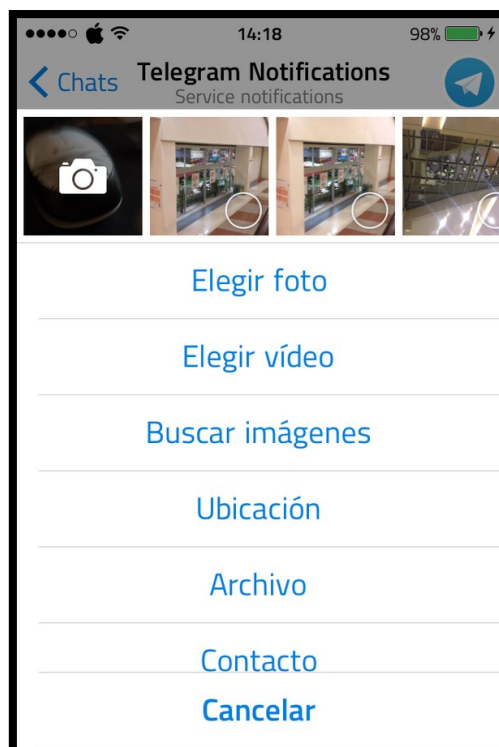 14:18
98%
Chats
Telegram Notifications
Service notifications
Elegir foto
Elegir vídeo
Buscar imágenes
Ubicación
Archivo
Contacto
Cancelar